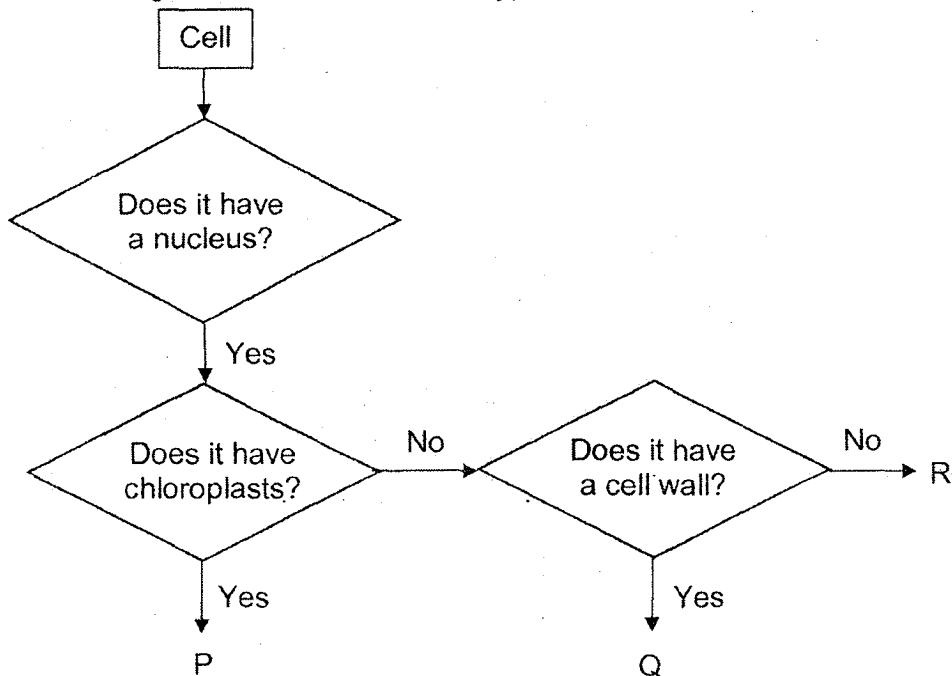 Cell
Does it have
a nucleus?
Yes
Does it have
chloroplasts?
No
Does it have
a cell wall?
No
R
Yes
P
Yes
Q